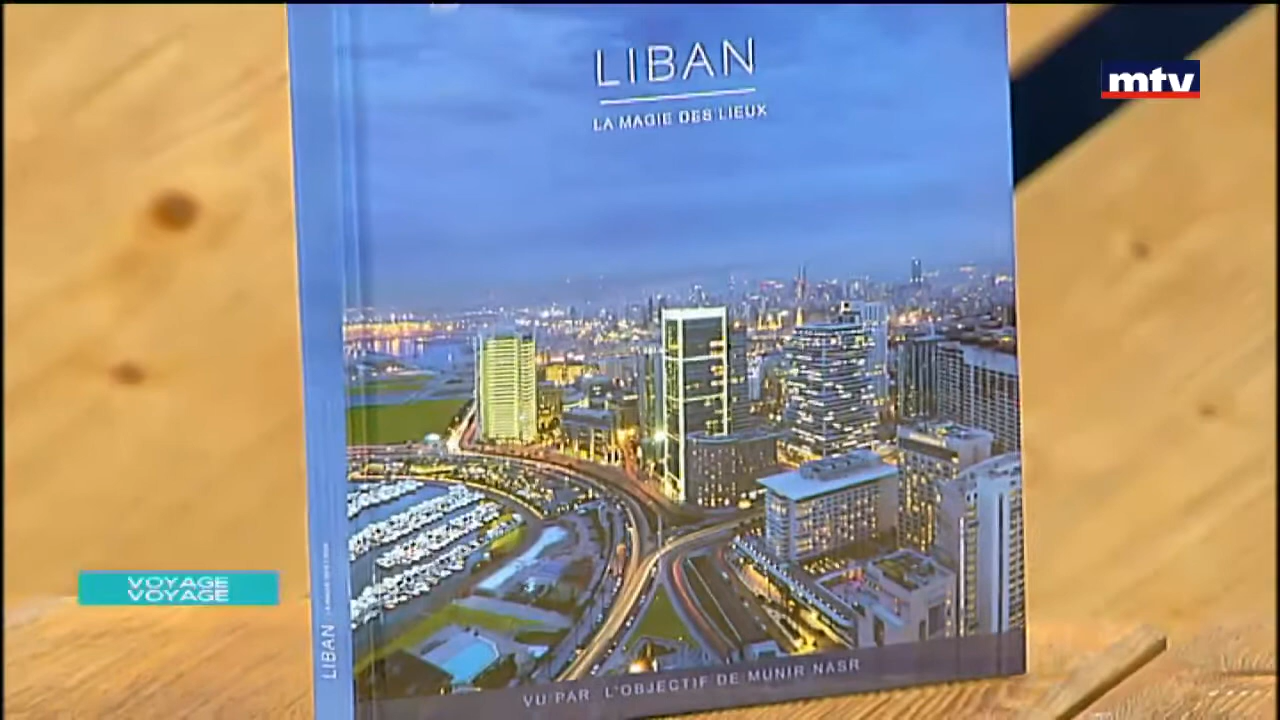 LIBAN
LA MAGIE DES LIEUX
mtv
VOYAGE
VOYAGE
LIBAN
VU PAR L'OBJECTIF DE MUNIR NASR